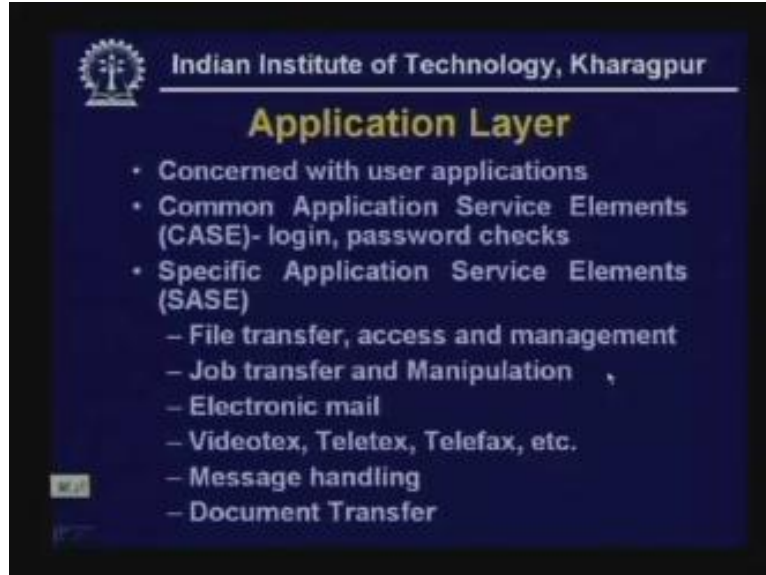 Indian Institute of Technology, Kharagpur
Application Layer
• Concerned with user applications
• Common Application Service Elements
(CASE)- login, password checks
• Specific Application Service Elements
(SASE)
– File transfer, access and management
– Job transfer and Manipulation
– Electronic mail
– Videotex, Teletex, Telefax, etc.
– Message handling
– Document Transfer